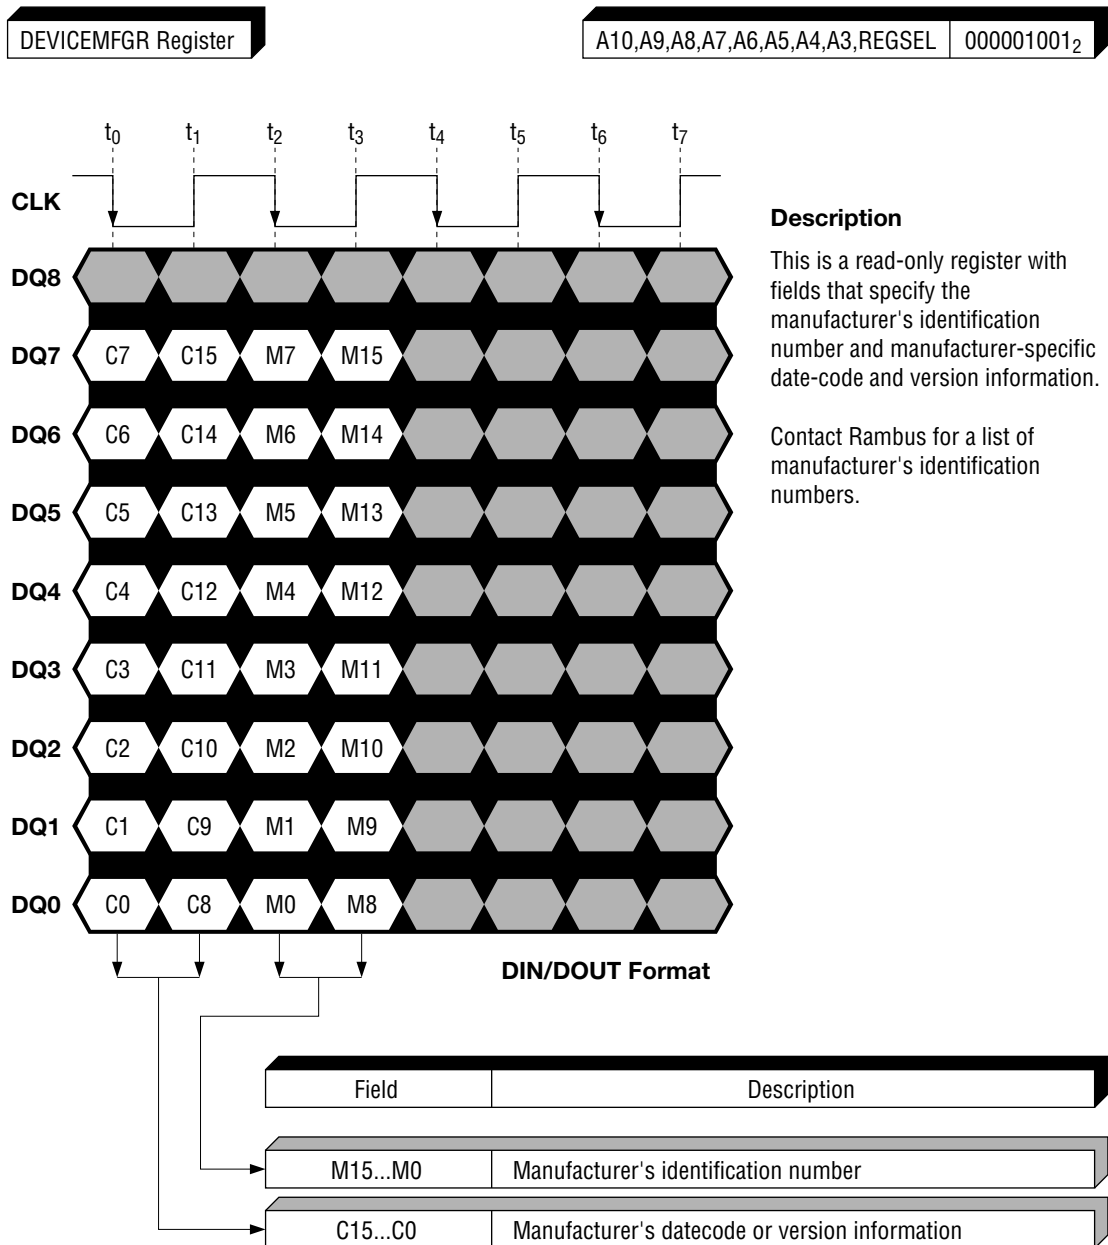 DEVICEMFGR Register
A10,A9,A8,A7,A6,A5,A4,A3,REGSEL 000001001₂
t₀ t₁ t₂ t₃ t₄ t₅ t₆ t₇
CLK
DQ8
DQ7 C7 C15 M7 M15
DQ6 C6 C14 M6 M14
DQ5 C5 C13 M5 M13
DQ4 C4 C12 M4 M12
DQ3 C3 C11 M3 M11
DQ2 C2 C10 M2 M10
DQ1 C1 C9 M1 M9
DQ0 C0 C8 M0 M8
DIN/DOUT Format
Description
This is a read-only register with
fields that specify the
manufacturer's identification
number and manufacturer-specific
date-code and version information.
Contact Rambus for a list of
manufacturer's identification
numbers.
Field Description
M15...M0 Manufacturer's identification number
C15...C0 Manufacturer's datecode or version information